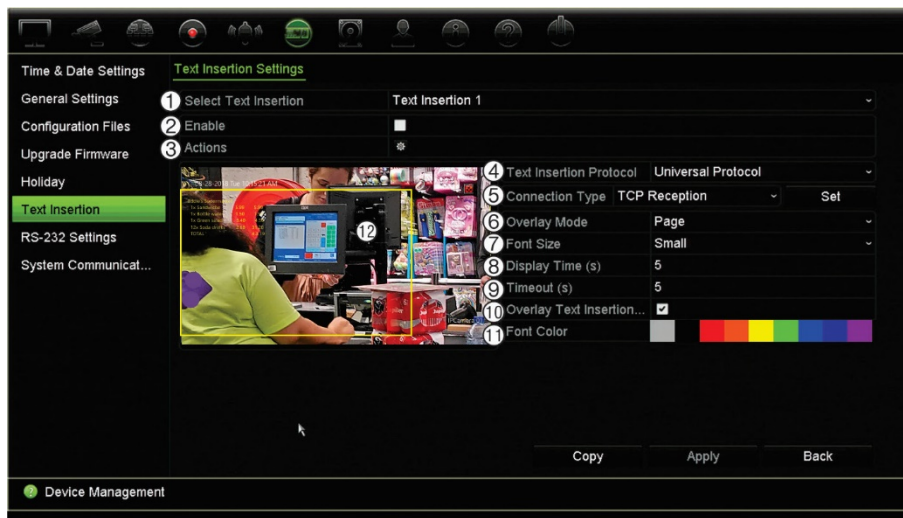 Time & Date Settings
General Settings
Configuration Files
Upgrade Firmware
Holiday
Text Insertion
RS-232 Settings
System Communicat...
Text Insertion Settings
1 Select Text Insertion Text Insertion 1
2 Enable
3 Actions
4 Text Insertion Protocol Universal Protocol
5 Connection Type TCP Reception Set
6 Overlay Mode Page
7 Font Size Small
8 Display Time (s) 5
9 Timeout (s) 5
10 Overlay Text Insertion...
11 Font Color
12
Copy Apply Back
Device Management